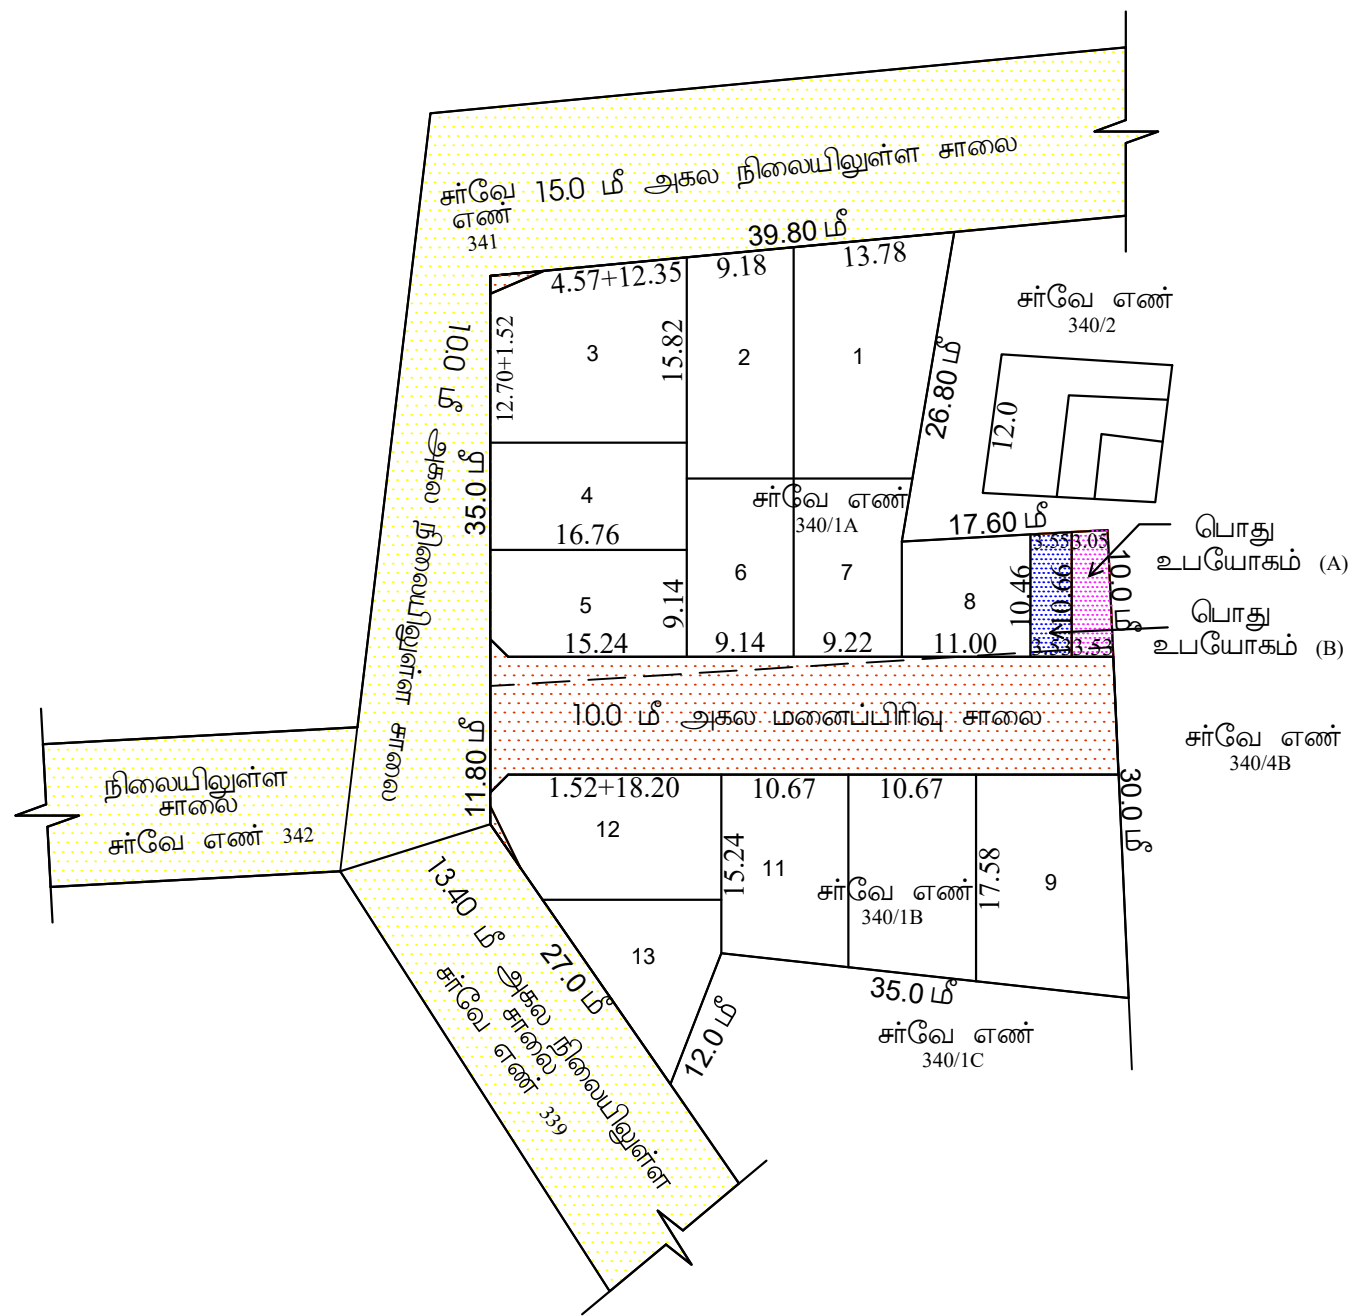 சர்வே
எண்
341
15.0 மீ அகல நிலையிலுள்ள சாலை
39.80 மீ
4.57+12.35
9.18
13.78
சர்வே எண்
340/2
12.70+1.52
3
15.82
2
1
26.80 மீ
12.0
10.0 மீ அகல நிலையிலுள்ள சாலை
35.0 மீ
4
16.76
சர்வே எண்
340/1A
17.60 மீ
3.55
3.05
பொது
உபயோகம் (A)
5
15.24
9.14
6
9.14
7
9.22
8
11.00
10.46
10.66
10.0 மீ
3.53
3.53
பொது
உபயோகம் (B)
10.0 மீ அகல மனைப்பிரிவு சாலை
11.80 மீ
சர்வே எண்
340/4B
நிலையிலுள்ள
சாலை
சர்வே எண் 342
1.52+18.20
10.67
10.67
30.0 மீ
12
15.24
11
17.58
9
சர்வே எண்
340/1B
13
13.40 மீ அகல நிலையிலுள்ள
சாலை
சர்வே எண் 339
27.0 மீ
12.0 மீ
35.0 மீ
சர்வே எண்
340/1C